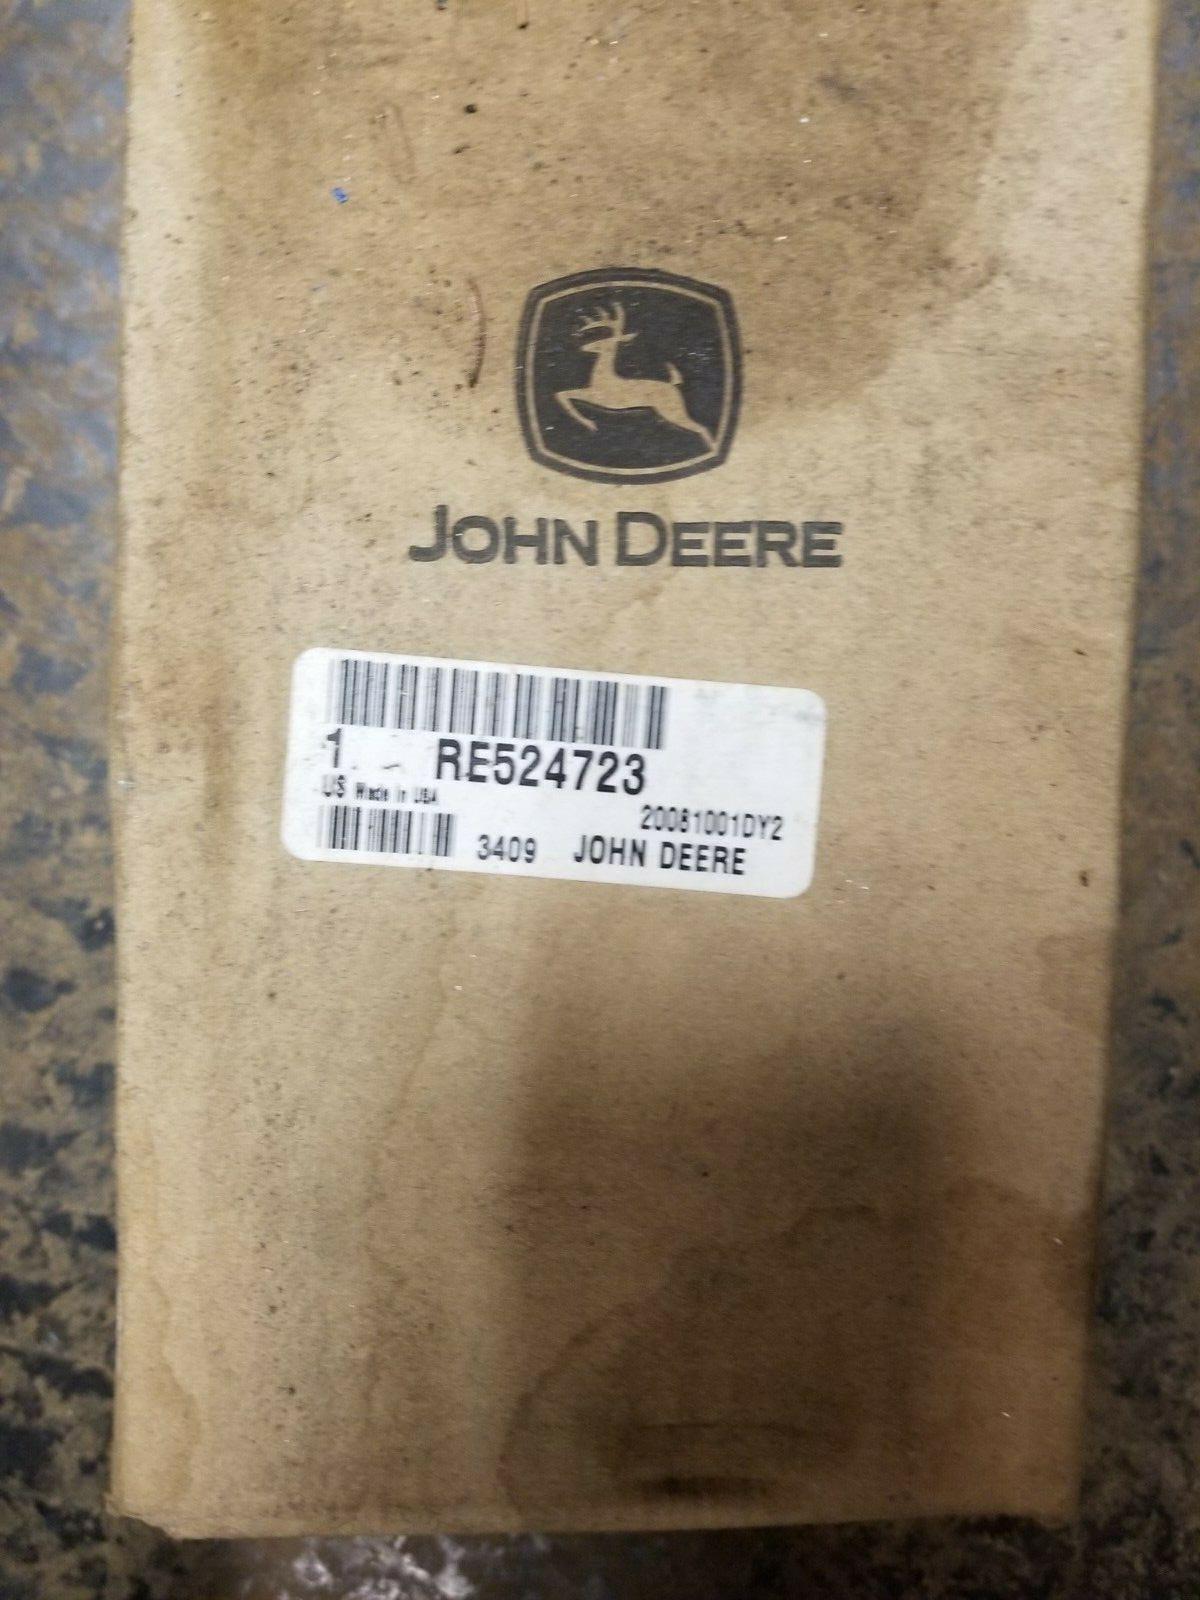 JOHN DEERE
1 RE524723
US Made in USA
20081001DY2
3409 JOHN DEERE